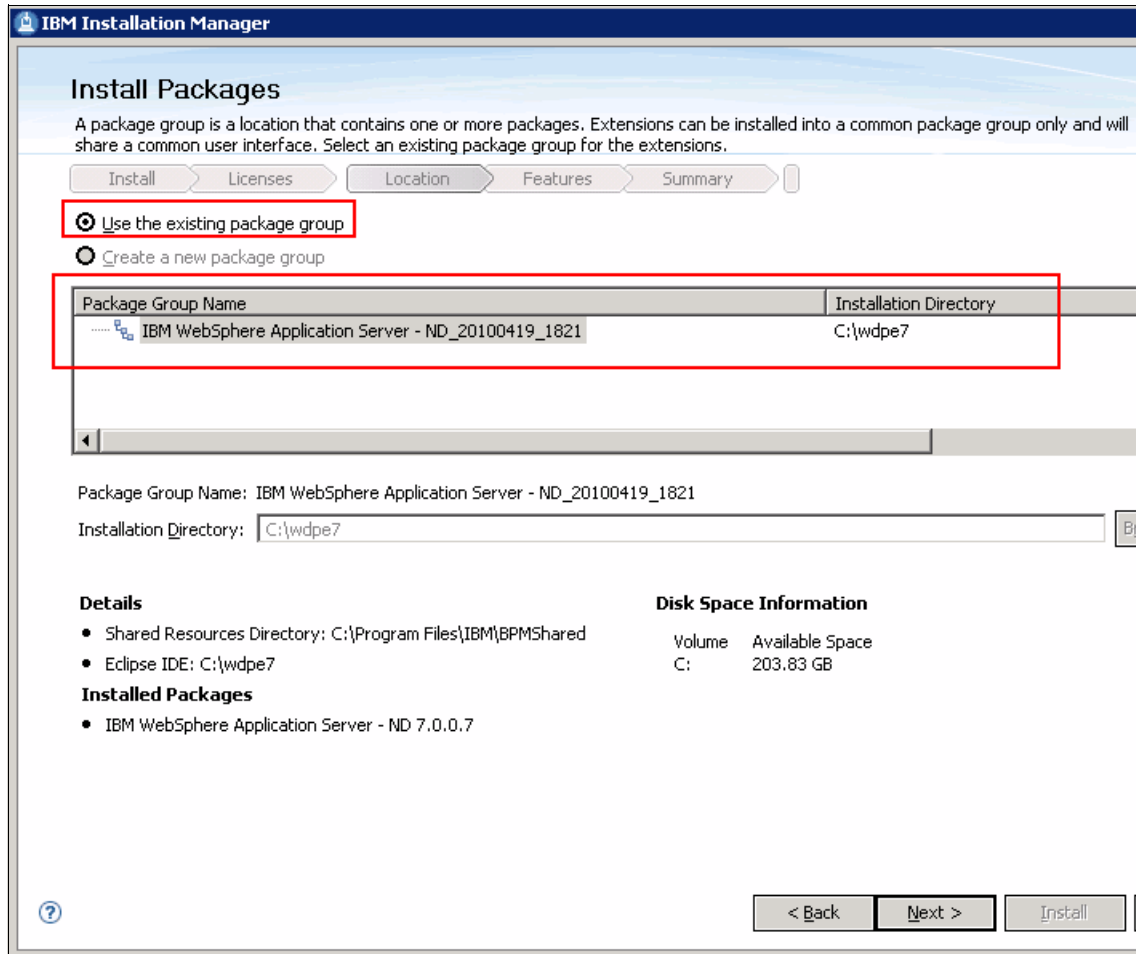 IBM Installation Manager
Install Packages
A package group is a location that contains one or more packages. Extensions can be installed into a common package group only and will
share a common user interface. Select an existing package group for the extensions.
Install Licenses Location Features Summary
Use the existing package group
Create a new package group
Package Group Name Installation Directory
IBM WebSphere Application Server - ND_20100419_1821 C:\wdpe7
Package Group Name: IBM WebSphere Application Server - ND_20100419_1821
Installation Directory: C:\wdpe7
Details Disk Space Information
• Shared Resources Directory: C:\Program Files\IBM\BPMShared
Volume Available Space
• Eclipse IDE: C:\wdpe7 C: 203.83 GB
Installed Packages
• IBM WebSphere Application Server - ND 7.0.0.7
? < Back Next > Install